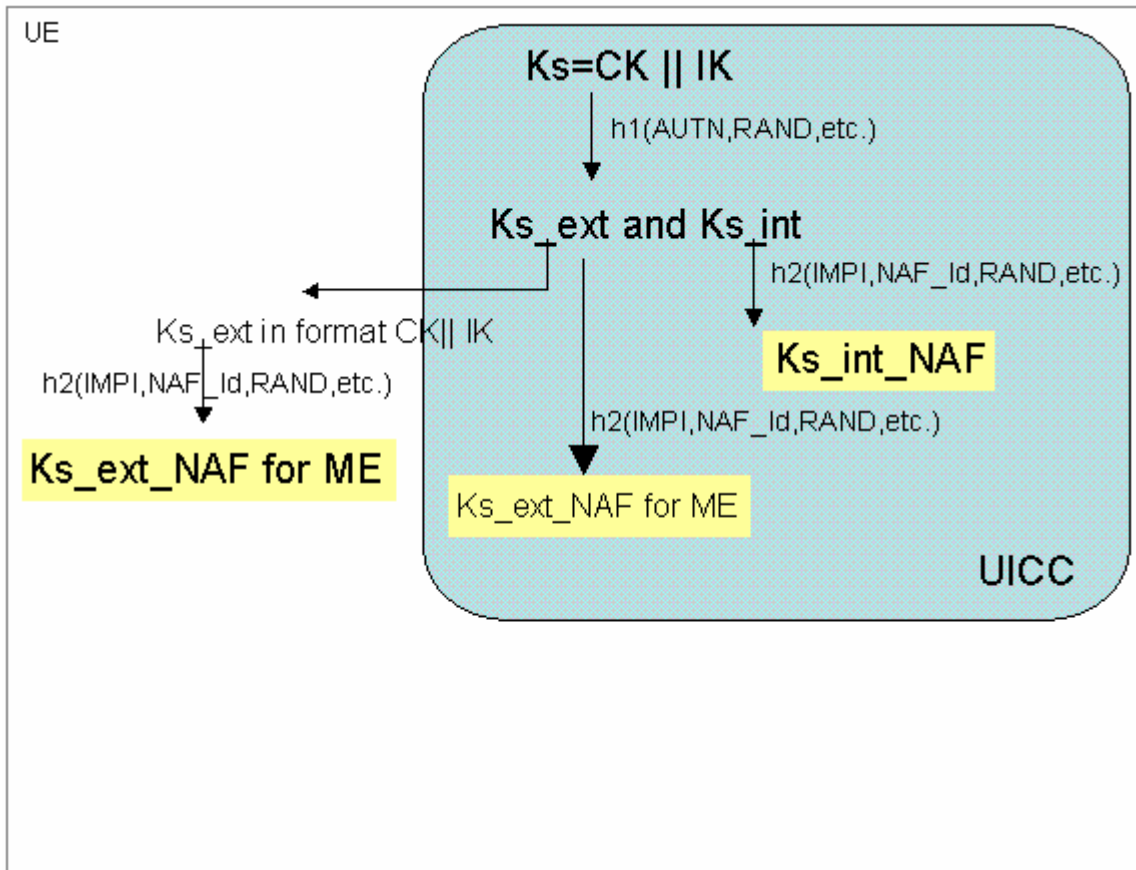 UE
Ks=CK || IK
h1(AUTN,RAND,etc.)
Ks_ext and Ks_int
h2(IMPI,NAF_Id,RAND,etc.)
Ks_ext in format CK|| IK
Ks_int_NAF
h2(IMPI,NAF_Id,RAND,etc.)
h2(IMPI,NAF_Id,RAND,etc.)
Ks_ext_NAF for ME
Ks_ext_NAF for ME
UICC